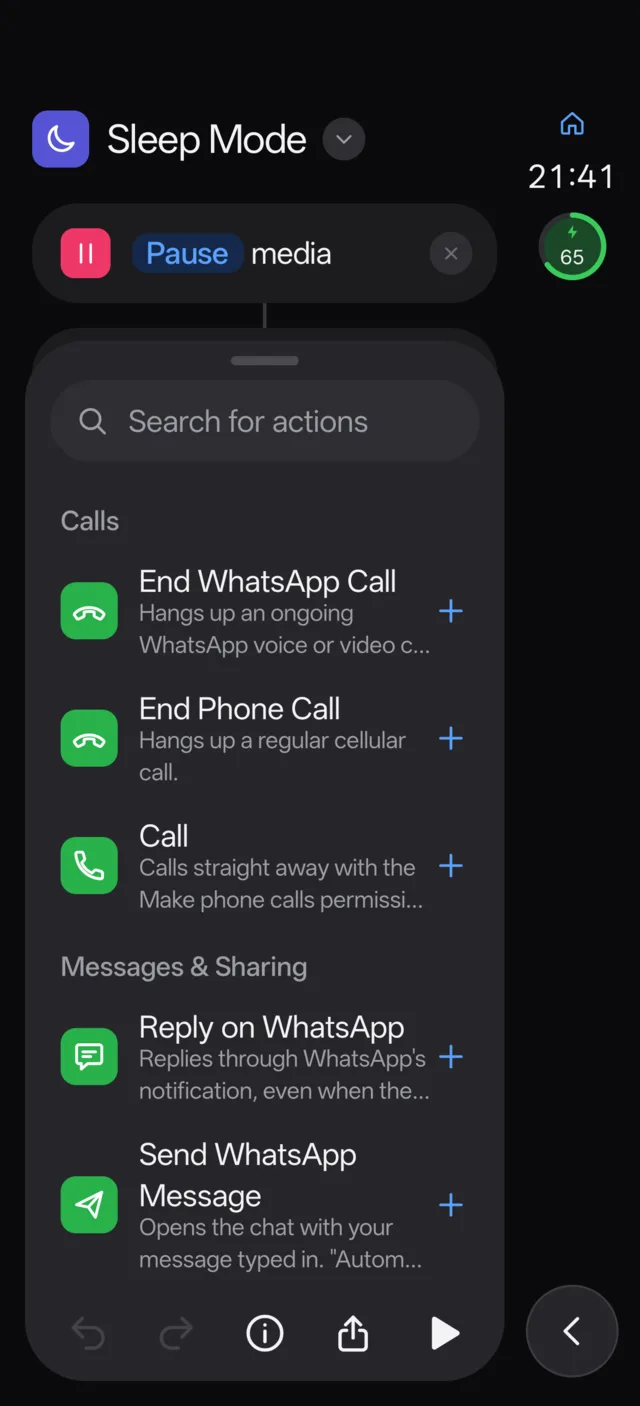 Sleep Mode
21:41
Pause media
65
Search for actions
Calls
End WhatsApp Call
Hangs up an ongoing
WhatsApp voice or video c...
End Phone Call
Hangs up a regular cellular
call.
Call
Calls straight away with the
Make phone calls permissi...
Messages & Sharing
Reply on WhatsApp
Replies through WhatsApp's
notification, even when the...
Send WhatsApp
Message
Opens the chat with your
message typed in. "Autom...